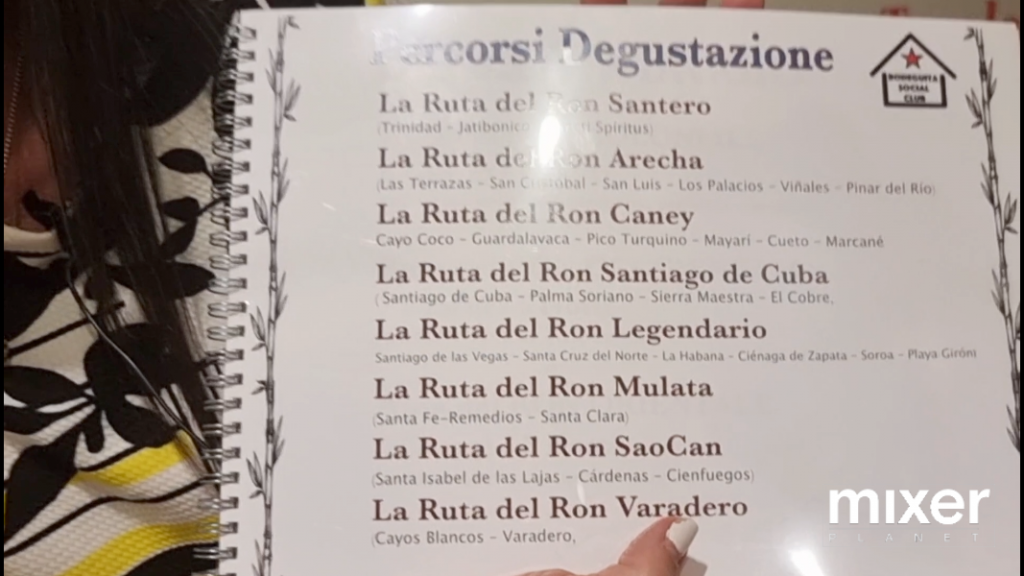 Percorsi Degustazione
BODEGUITA
SOCIAL
CLUB
La Ruta del Ron Santero
(Trinidad - Jatibonico Spiritus)
La Ruta del Ron Arecha
(Las Terrazas - San Cristobal - San Luis - Los Palacios - Viñales - Pinar del Rio)
La Ruta del Ron Caney
Cayo Coco - Guardalavaca - Pico Turquino - Mayarí - Cueto - Marcané
La Ruta del Ron Santiago de Cuba
( Santiago de Cuba - Palma Soriano - Sierra Maestra - El Cobre,
La Ruta del Ron Legendario
Santiago de las Vegas - Santa Cruz del Norte - La Habana - Ciénaga de Zapata - Soroa - Playa Girón)
La Ruta del Ron Mulata
(Santa Fe-Remedios - Santa Clara)
La Ruta del Ron SaoCan
(Santa Isabel de las Lajas - Cárdenas - Cienfuegos)
La Ruta del Ron Varadero
(Cayos Blancos - Varadero,
mixer
PLANET